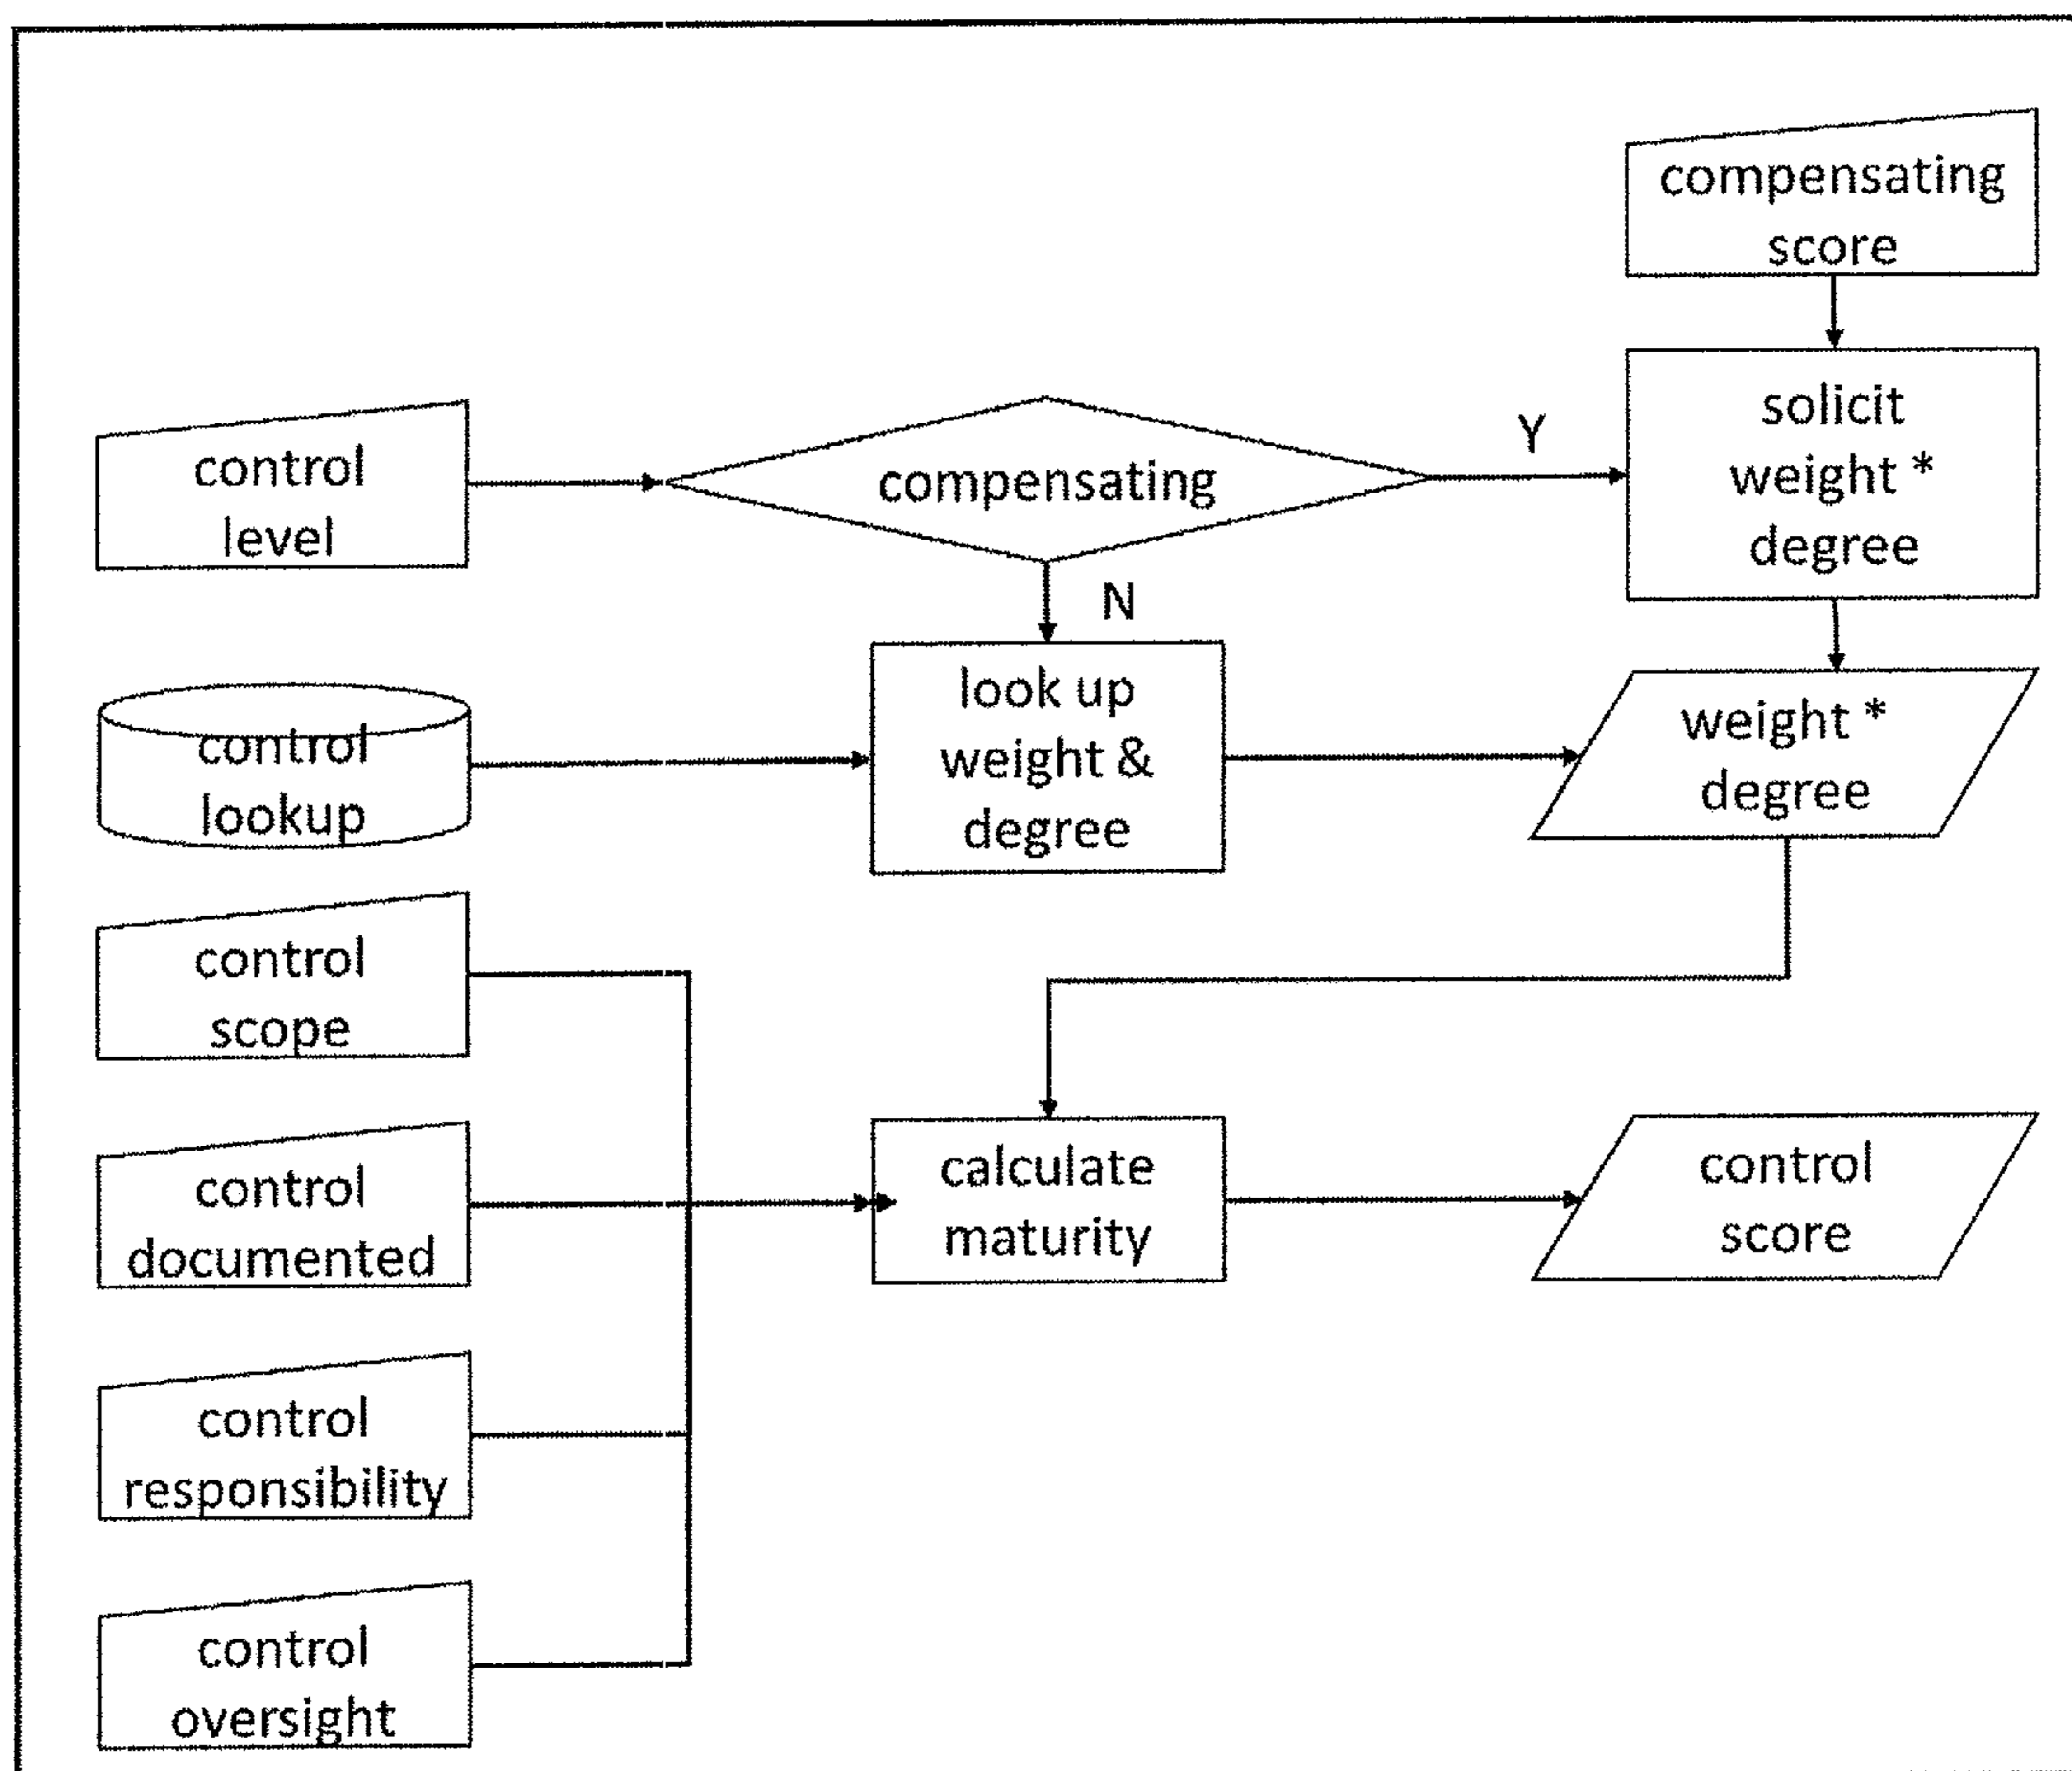 compensating
score
solicit
weight *
degree
Y
control
level
compensating
N
look up
weight &
degree
control
lookup
weight *
degree
control
scope
control
documented
calculate
maturity
control
score
control
responsibility
control
oversight